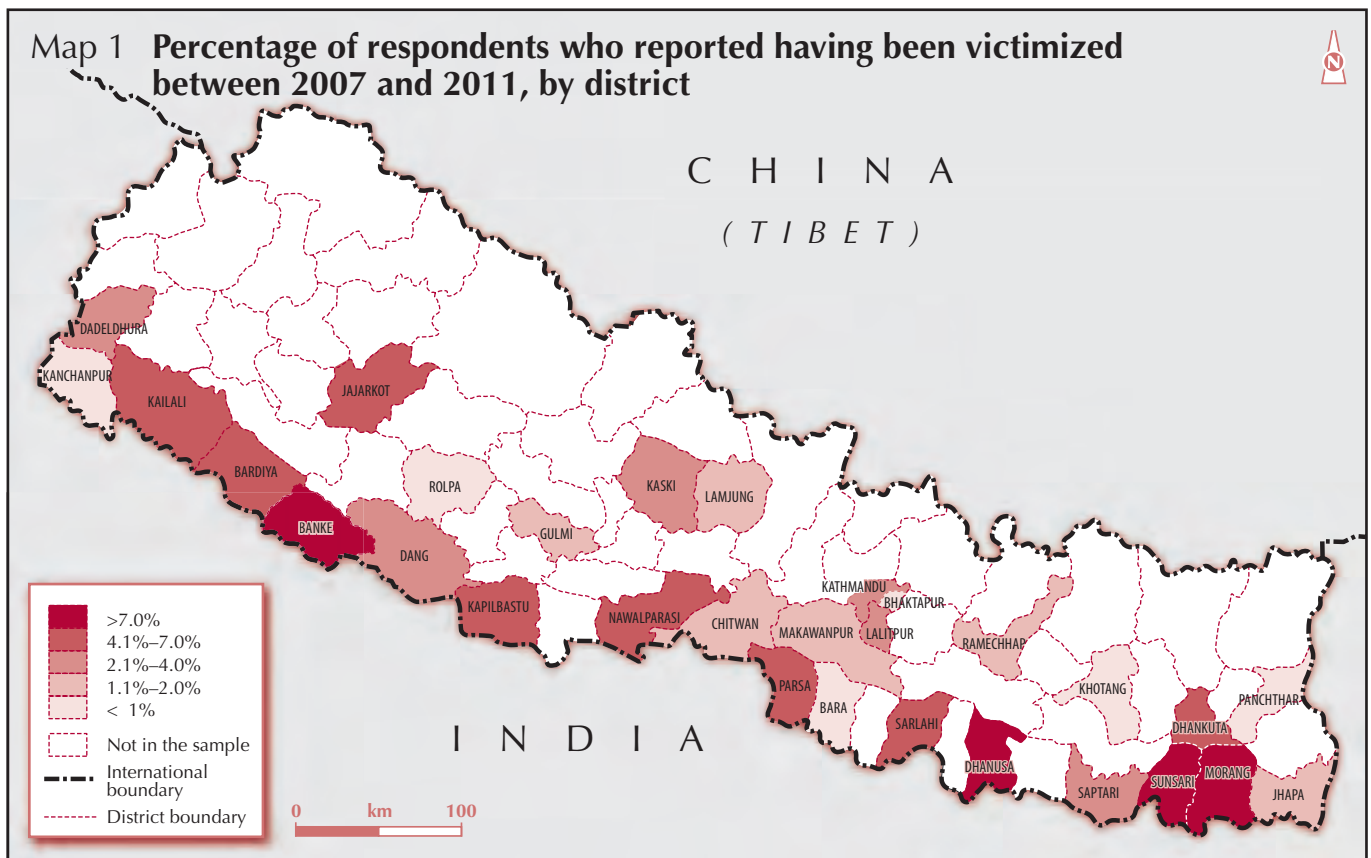 Map 1 Percentage of respondents who reported having been victimized
between 2007 and 2011, by district
N
CHINA
(TIBET)
DADELDHURA
KANCHANPUR
KAILALI
JAJARKOT
BARDIYA
ROLPA
KASKI
LAMJUNG
BANKE
GULMI
DANG
KATHMANDU
BHAKTAPUR
KAPILBASTU
NAWALPARASI
CHITWAN
MAKAWANPUR
LALITPUR
RAMECHHAP
PARSA
KHOTANG
PANCHTHAR
BARA
SARLAHI
DHANKUTA
DHANUSA
SAPTARI
SUNSARI
MORANG
JHAPA
INDIA
>7.0%
4.1%–7.0%
2.1%–4.0%
1.1%–2.0%
< 1%
Not in the sample
International
boundary
District boundary
0 km 100